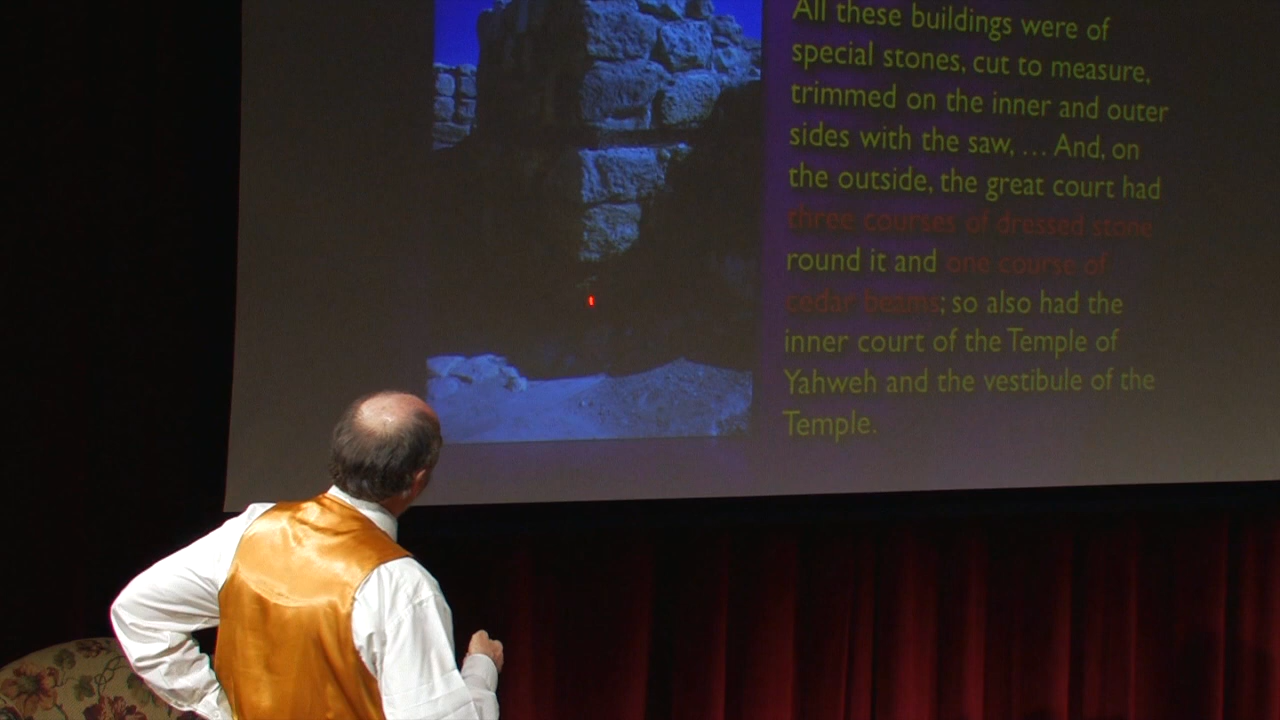 All these buildings were of
special stones, cut to measure,
trimmed on the inner and outer
sides with the saw, ... And, on
the outside, the great court had
three courses of dressed stone
round it and one course of
cedar beams; so also had the
inner court of the Temple of
Yahweh and the vestibule of the
Temple.